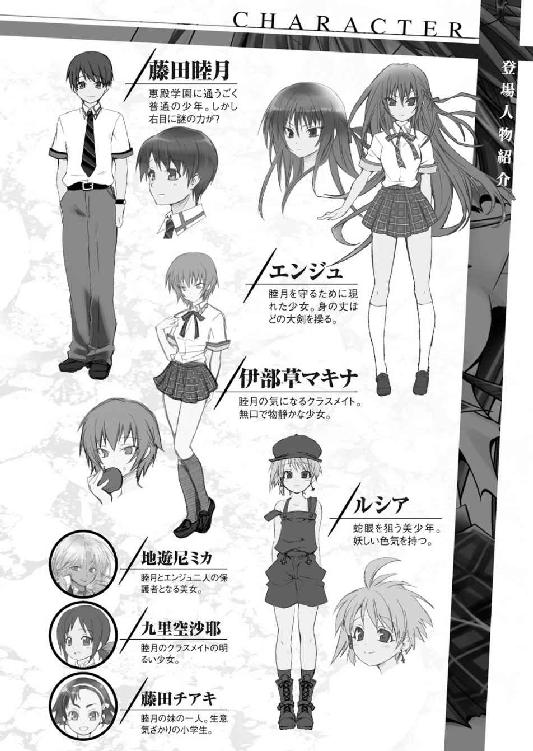 CHARACTER
登場人物紹介
藤田睦月
恵殿学園に通うごく
普通の少年。しかし
右目に謎の力が?
エンジュ
睦月を守るために現
れた少女。身の丈ほ
どの大剣を操る。
伊部草マキナ
睦月の気になるクラスメイト。
無口で物静かな少女。
ルシア
蛇眼を狙う美少年。
妖しい色気を持つ。
地遊尼ミカ
睦月とエンジュ二人の保
護者となる美女。
九里空沙耶
睦月のクラスメイトの明
るい少女。
藤田チアキ
睦月の妹の一人。生意
気ざかりの小学生。